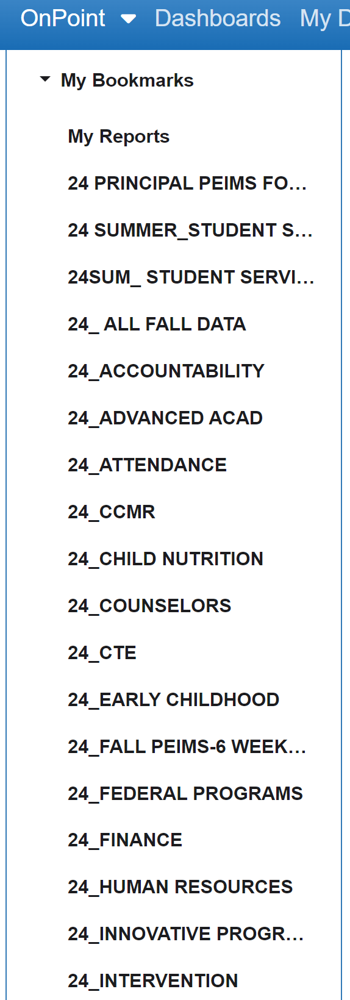 OnPoint Dashboards My D
My Bookmarks
My Reports
24 PRINCIPAL PEIMS FO...
24 SUMMER_STUDENT S...
24SUM_ STUDENT SERVI...
24_ ALL FALL DATA
24_ACCOUNTABILITY
24_ADVANCED ACAD
24_ATTENDANCE
24_CCMR
24_CHILD NUTRITION
24_COUNSELORS
24_CTE
24_EARLY CHILDHOOD
24_FALL PEIMS-6 WEEK...
24_FEDERAL PROGRAMS
24_FINANCE
24_HUMAN RESOURCES
24_INNOVATIVE PROGR...
24_INTERVENTION